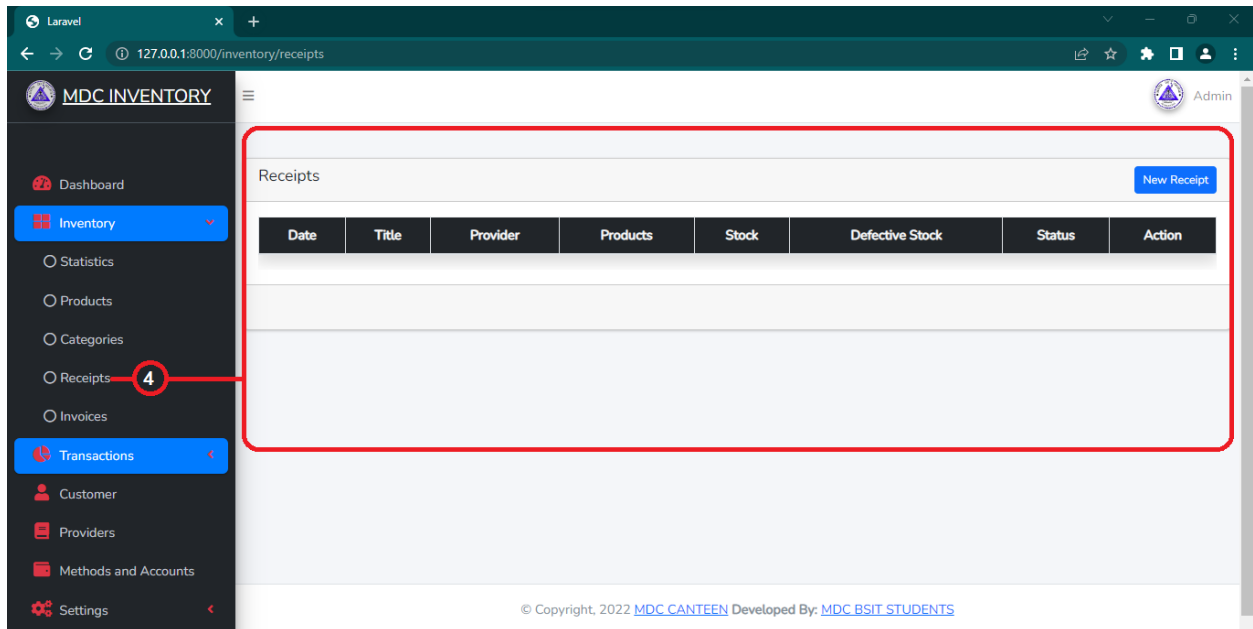 Laravel
127.0.0.1:8000/inventory/receipts
MDC INVENTORY
Admin
Dashboard
Inventory
Statistics
Products
Categories
Receipts
4
Invoices
Transactions
Customer
Providers
Methods and Accounts
Settings
Receipts
New Receipt
Date Title Provider Products Stock Defective Stock Status Action
© Copyright, 2022 MDC CANTEEN Developed By: MDC BSIT STUDENTS